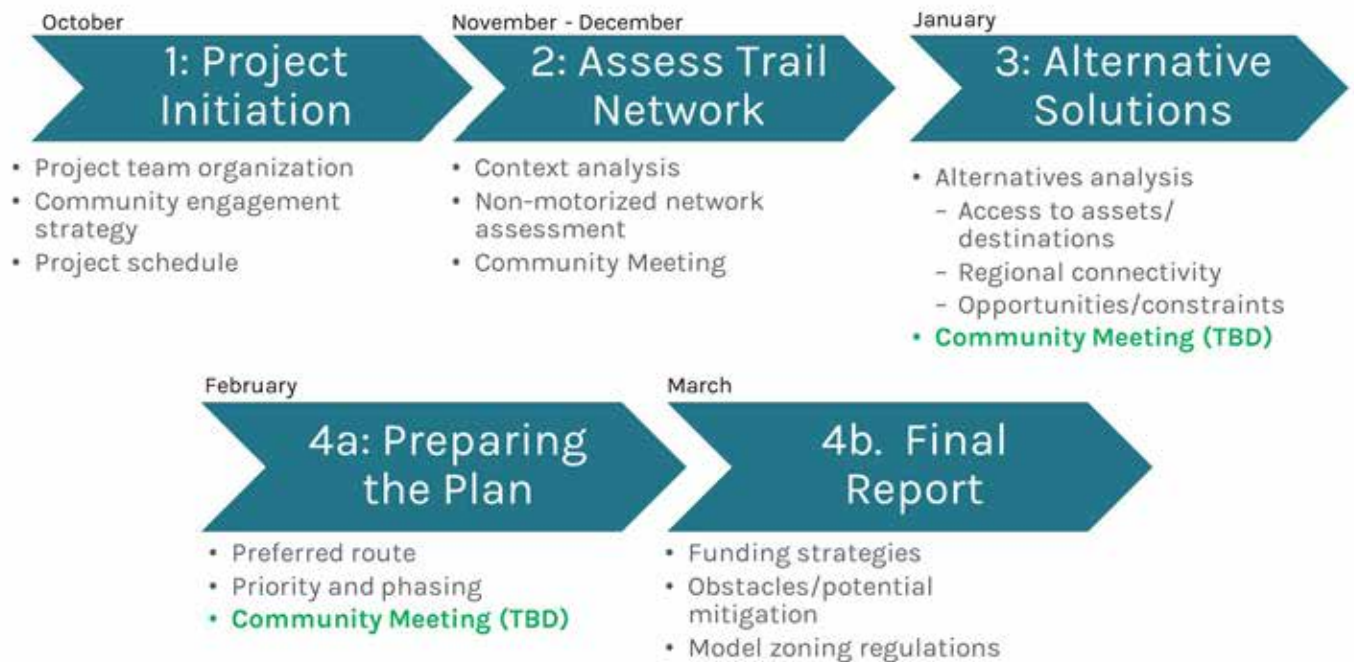 October
1: Project
Initiation
• Project team organization
• Community engagement
strategy
• Project schedule
November - December
2: Assess Trail
Network
• Context analysis
• Non-motorized network
assessment
• Community Meeting
January
3: Alternative
Solutions
• Alternatives analysis
– Access to assets/
destinations
– Regional connectivity
– Opportunities/constraints
• Community Meeting (TBD)
February
4a: Preparing
the Plan
• Preferred route
• Priority and phasing
• Community Meeting (TBD)
March
4b. Final
Report
• Funding strategies
• Obstacles/potential
mitigation
• Model zoning regulations